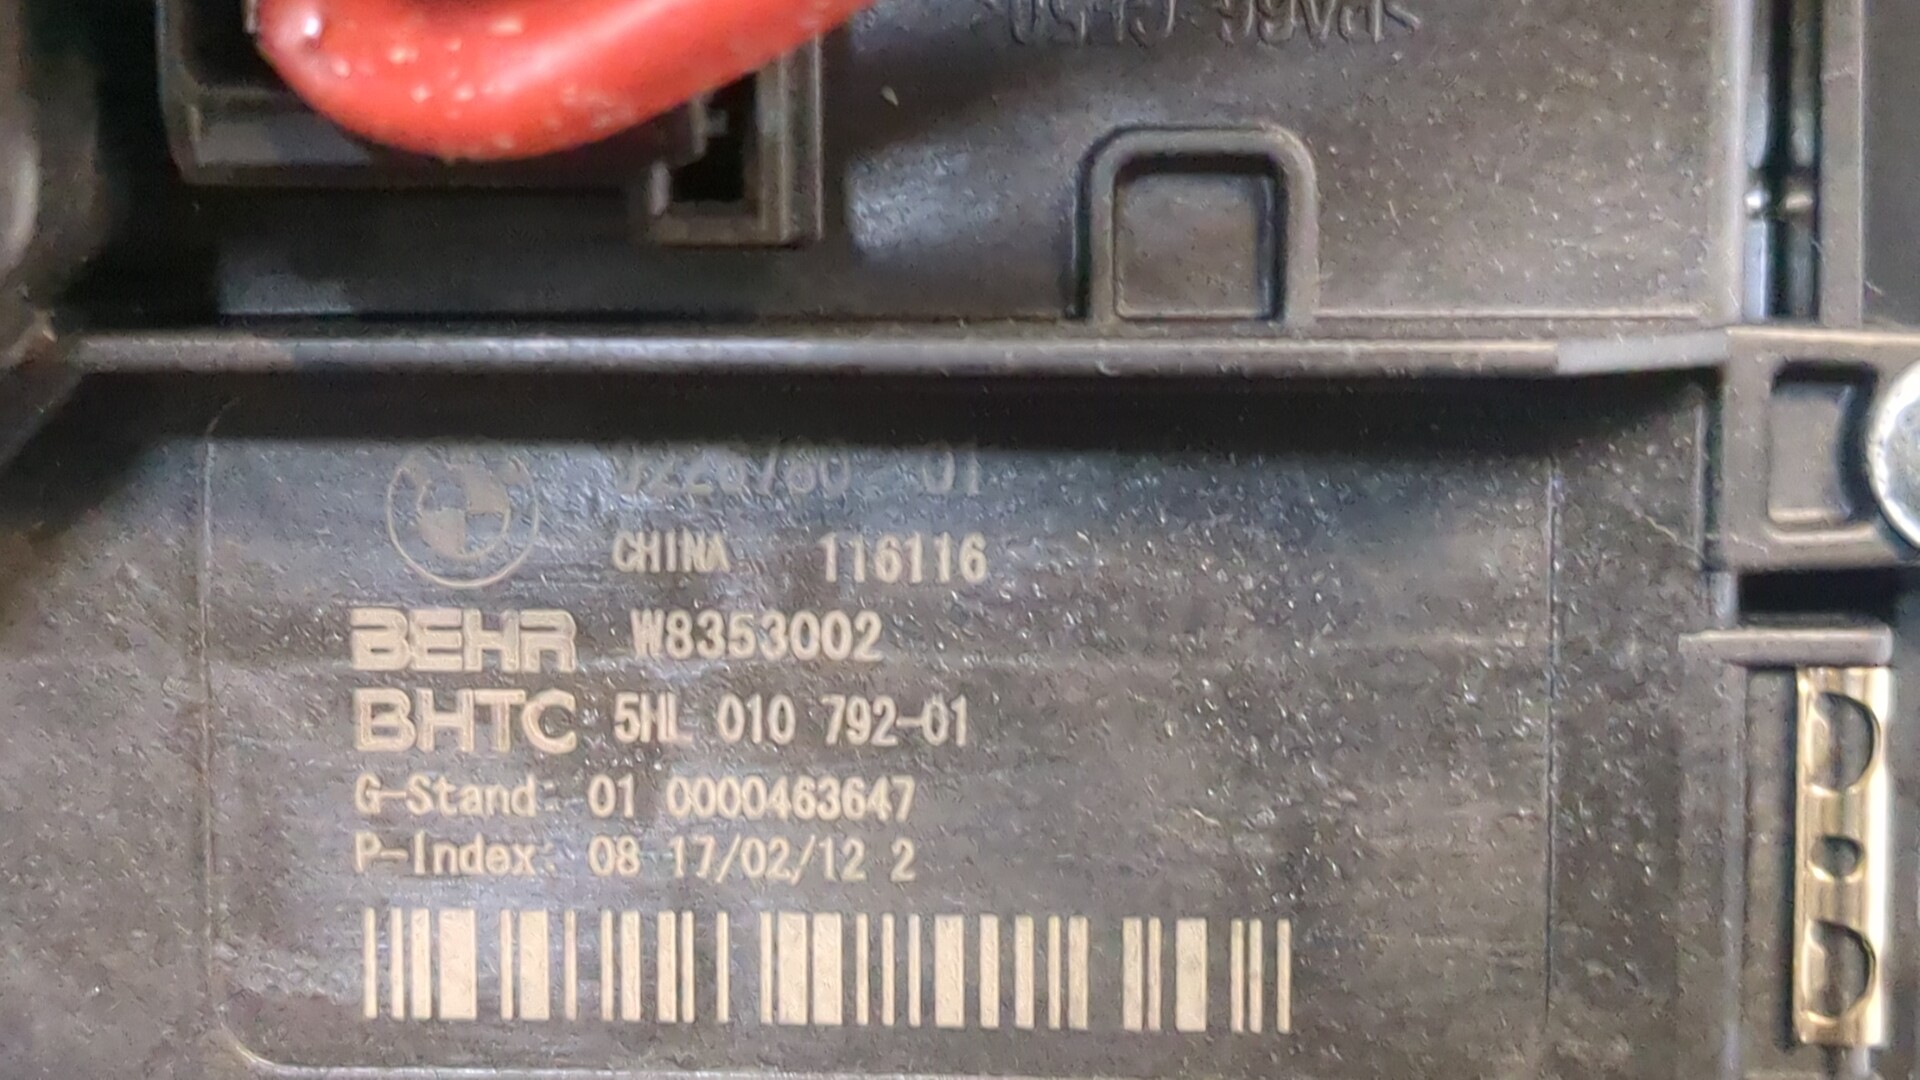 CHINA 116116
BEHR W8353002
BHTC 5HL 010 792-01
G-Stand: 01 0000463647
P-Index: 08 17/02/12 2